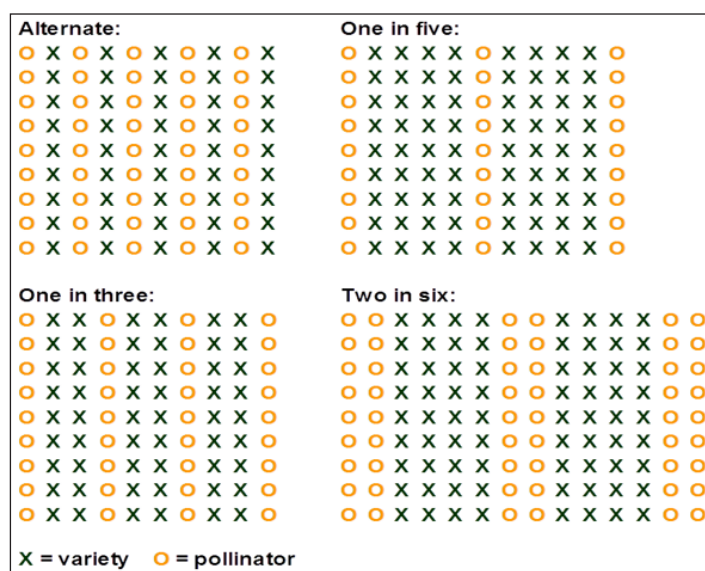 Alternate:
O X O X O X O X O X
O X O X O X O X O X
O X O X O X O X O X
O X O X O X O X O X
O X O X O X O X O X
O X O X O X O X O X
O X O X O X O X O X
O X O X O X O X O X
O X O X O X O X O X
One in five:
O X X X X O X X X X O
O X X X X O X X X X O
O X X X X O X X X X O
O X X X X O X X X X O
O X X X X O X X X X O
O X X X X O X X X X O
O X X X X O X X X X O
O X X X X O X X X X O
O X X X X O X X X X O
One in three:
O X X O X X O X X O
O X X O X X O X X O
O X X O X X O X X O
O X X O X X O X X O
O X X O X X O X X O
O X X O X X O X X O
O X X O X X O X X O
O X X O X X O X X O
O X X O X X O X X O
Two in six:
O O X X X X O O X X X X O O
O O X X X X O O X X X X O O
O O X X X X O O X X X X O O
O O X X X X O O X X X X O O
O O X X X X O O X X X X O O
O O X X X X O O X X X X O O
O O X X X X O O X X X X O O
O O X X X X O O X X X X O O
O O X X X X O O X X X X O O
X = variety O = pollinator